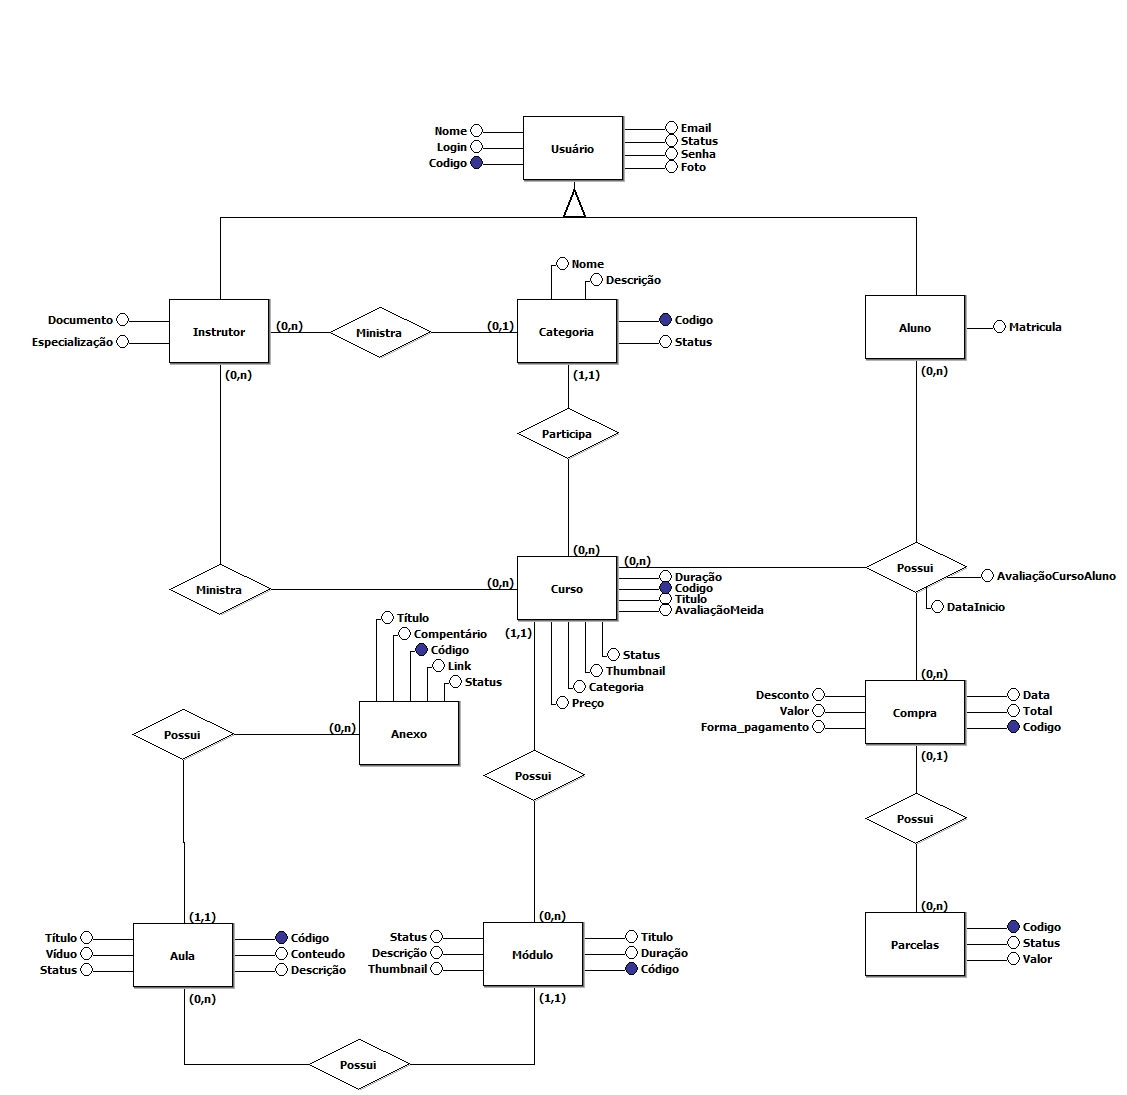 Nome
Login
Codigo
Usuário
Email
Status
Senha
Foto
Nome
Descrição
Documento
Especialização
Instrutor
(0,n)
Ministra
(0,1)
Categoria
Codigo
Status
Aluno
Matricula
(0,n)
(1,1)
(0,n)
Participa
(0,n)
(0,n)
Ministra
(0,n)
Curso
Duração
Codigo
Titulo
AvaliaçãoMeida
Possui
AvaliaçãoCursoAluno
DataInicio
(1,1)
Título
Compentário
Código
Link
Status
Status
Thumbnail
Categoria
Preço
(0,n)
Desconto
Valor
Forma_pagamento
Compra
Data
Total
Codigo
(0,1)
Possui
(0,n)
Anexo
Possui
Possui
(0,n)
Parcelas
Codigo
Status
Valor
(1,1)
(0,n)
Título
Víduo
Status
Aula
Código
Conteudo
Descrição
Status
Descrição
Thumbnail
Módulo
Titulo
Duração
Código
(0,n)
(1,1)
Possui